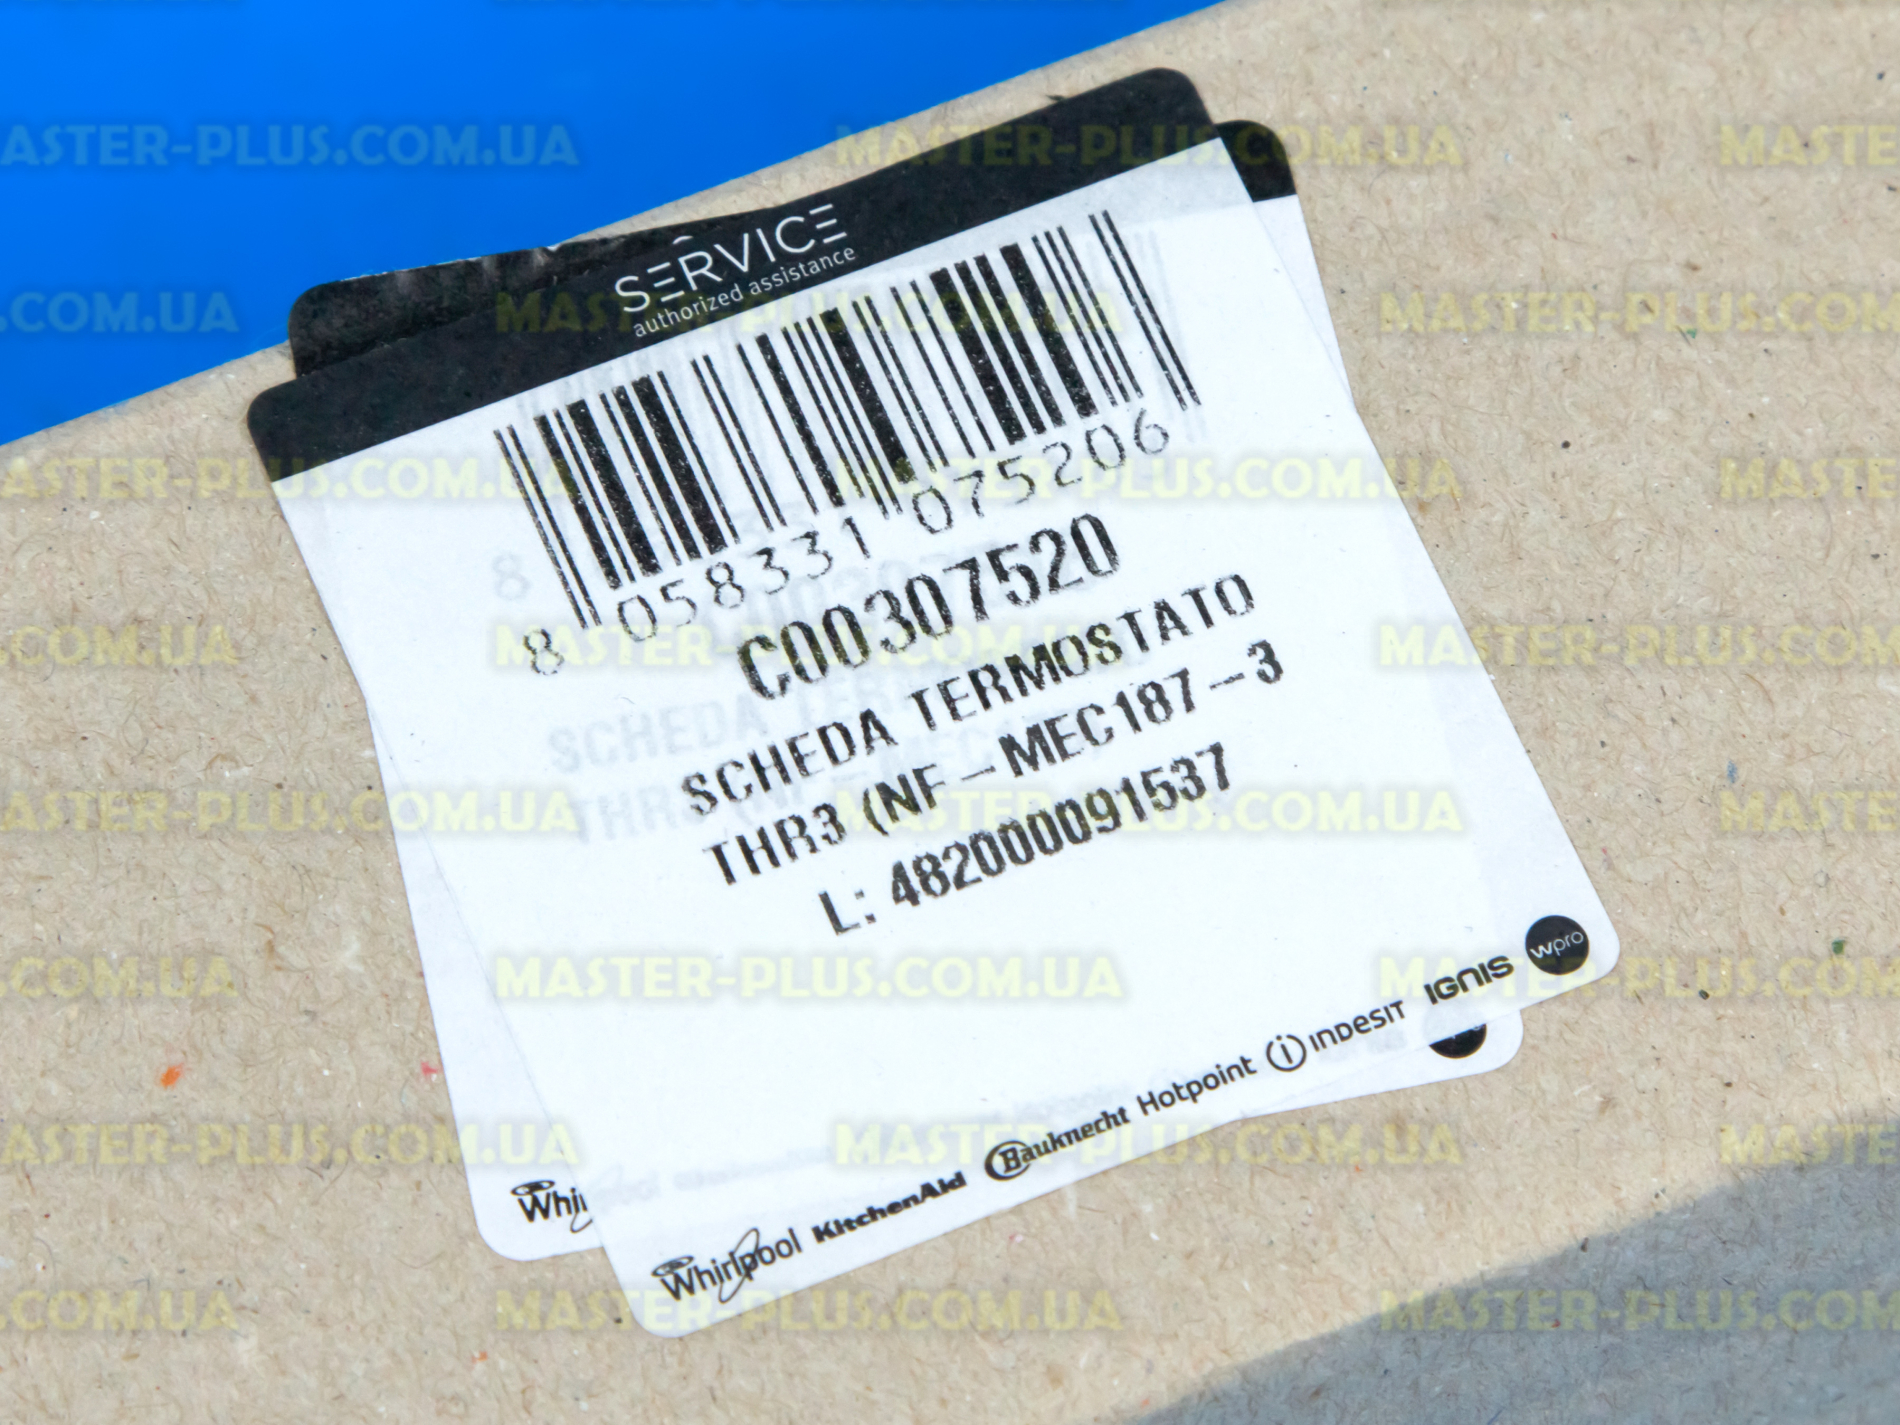 SERVICE
authorized assistance
8 058331 075206
C00307520
SCHEDA TERMOSTATO
THR3 (NF-MEC187-3
L: 482000091537
Whirlpool KitchenAid Bauknecht Hotpoint indesit IGNIS wpro
Whi
MASTER-PLUS.COM.UA